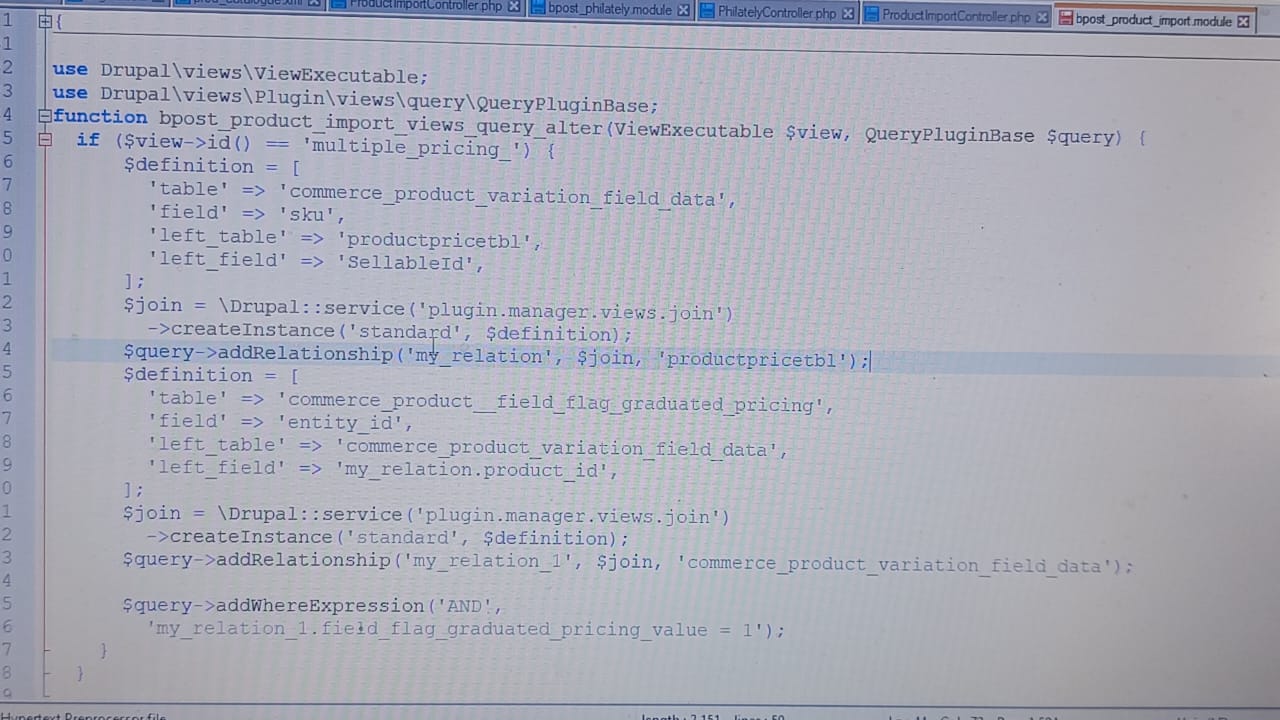 ProductImportController.php
bpost_philately.module
PhilatelyController.php
ProductImportController.php
bpost_product_import.module
1 {
1
2 use Drupal\views\ViewExecutable;
3 use Drupal\views\Plugin\views\query\QueryPluginBase;
4 function bpost_product_import_views_query_alter(ViewExecutable $view, QueryPluginBase $query) {
5 if ($view->id() == 'multiple_pricing_') {
6 $definition = [
7 'table' => 'commerce_product_variation_field_data',
8 'field' => 'sku',
9 'left_table' => 'productpricetbl',
0 'left_field' => 'SellableId',
1 ];
2 $join = \Drupal::service('plugin.manager.views.join')
3 ->createInstance('standard', $definition);
4 $query->addRelationship('my_relation', $join, 'productpricetbl');
5 $definition = [
6 'table' => 'commerce_product__field_flag_graduated_pricing',
7 'field' => 'entity_id',
8 'left_table' => 'commerce_product_variation_field_data',
9 'left_field' => 'my_relation.product_id',
0 ];
1 $join = \Drupal::service('plugin.manager.views.join')
2 ->createInstance('standard', $definition);
3 $query->addRelationship('my_relation_1', $join, 'commerce_product_variation_field_data');
4
5 $query->addWhereExpression('AND',
6 'my_relation_1.field_flag_graduated_pricing_value = 1');
7 }
8 }
9
Hypertext Preprocessor file